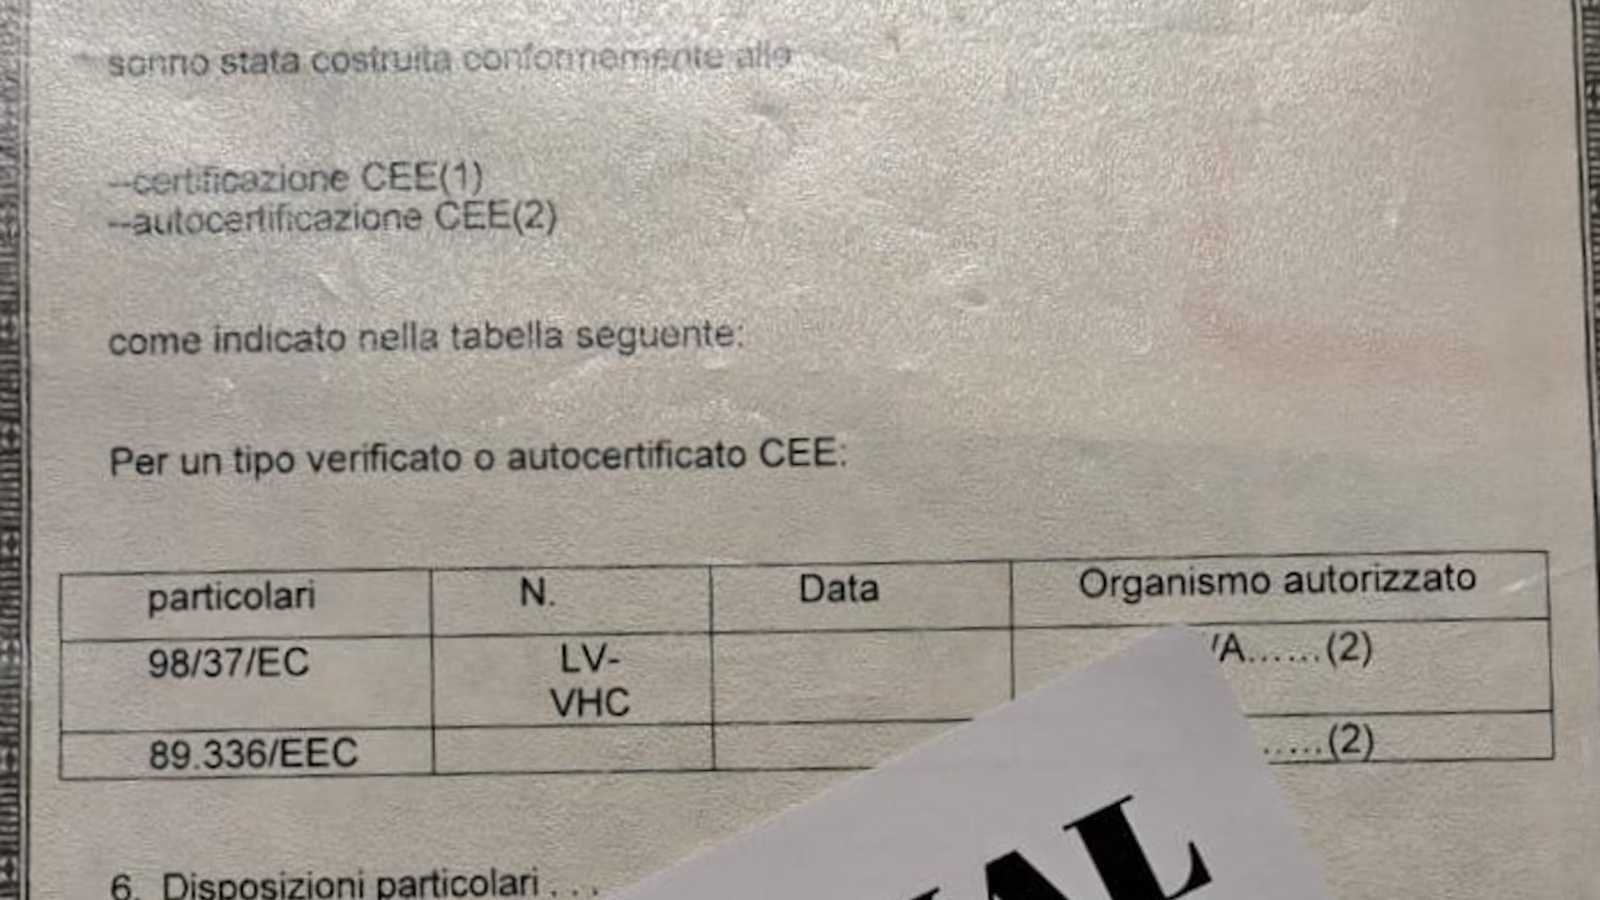 sonno stata costruita conformemente alle
--certificazione CEE(1)
--autocertificazione CEE(2)
come indicato nella tabella seguente:
Per un tipo verificato o autocertificato CEE:
particolari N. Data Organismo autorizzato
98/37/EC LV- /A......(2)
VHC
89.336/EEC .....(2)
6. Disposizioni particolari . . .
AL